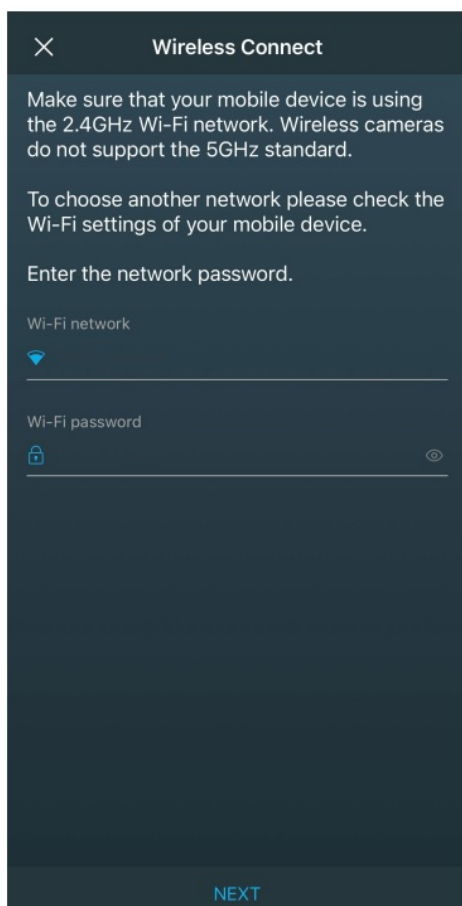 Wireless Connect
Make sure that your mobile device is using
the 2.4GHz Wi-Fi network. Wireless cameras
do not support the 5GHz standard.
To choose another network please check the
Wi-Fi settings of your mobile device.
Enter the network password.
Wi-Fi network
Wi-Fi password
NEXT